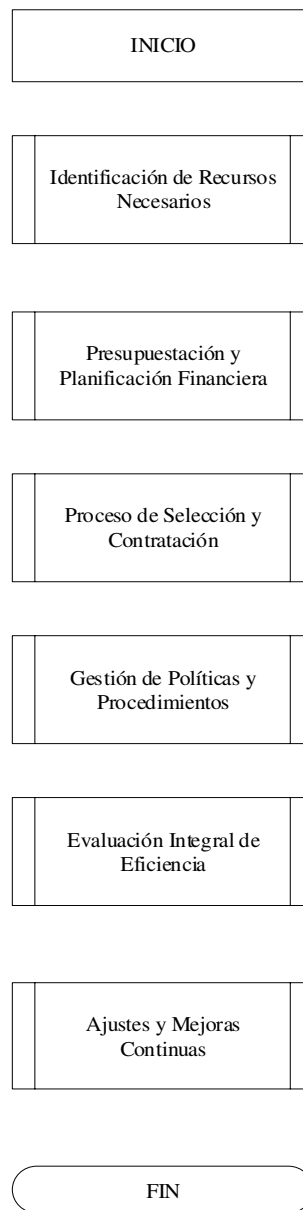 INICIO
Identificación de Recursos
Necesarios
Presupuestación y
Planificación Financiera
Proceso de Selección y
Contratación
Gestión de Políticas y
Procedimientos
Evaluación Integral de
Eficiencia
Ajustes y Mejoras
Continuas
FIN